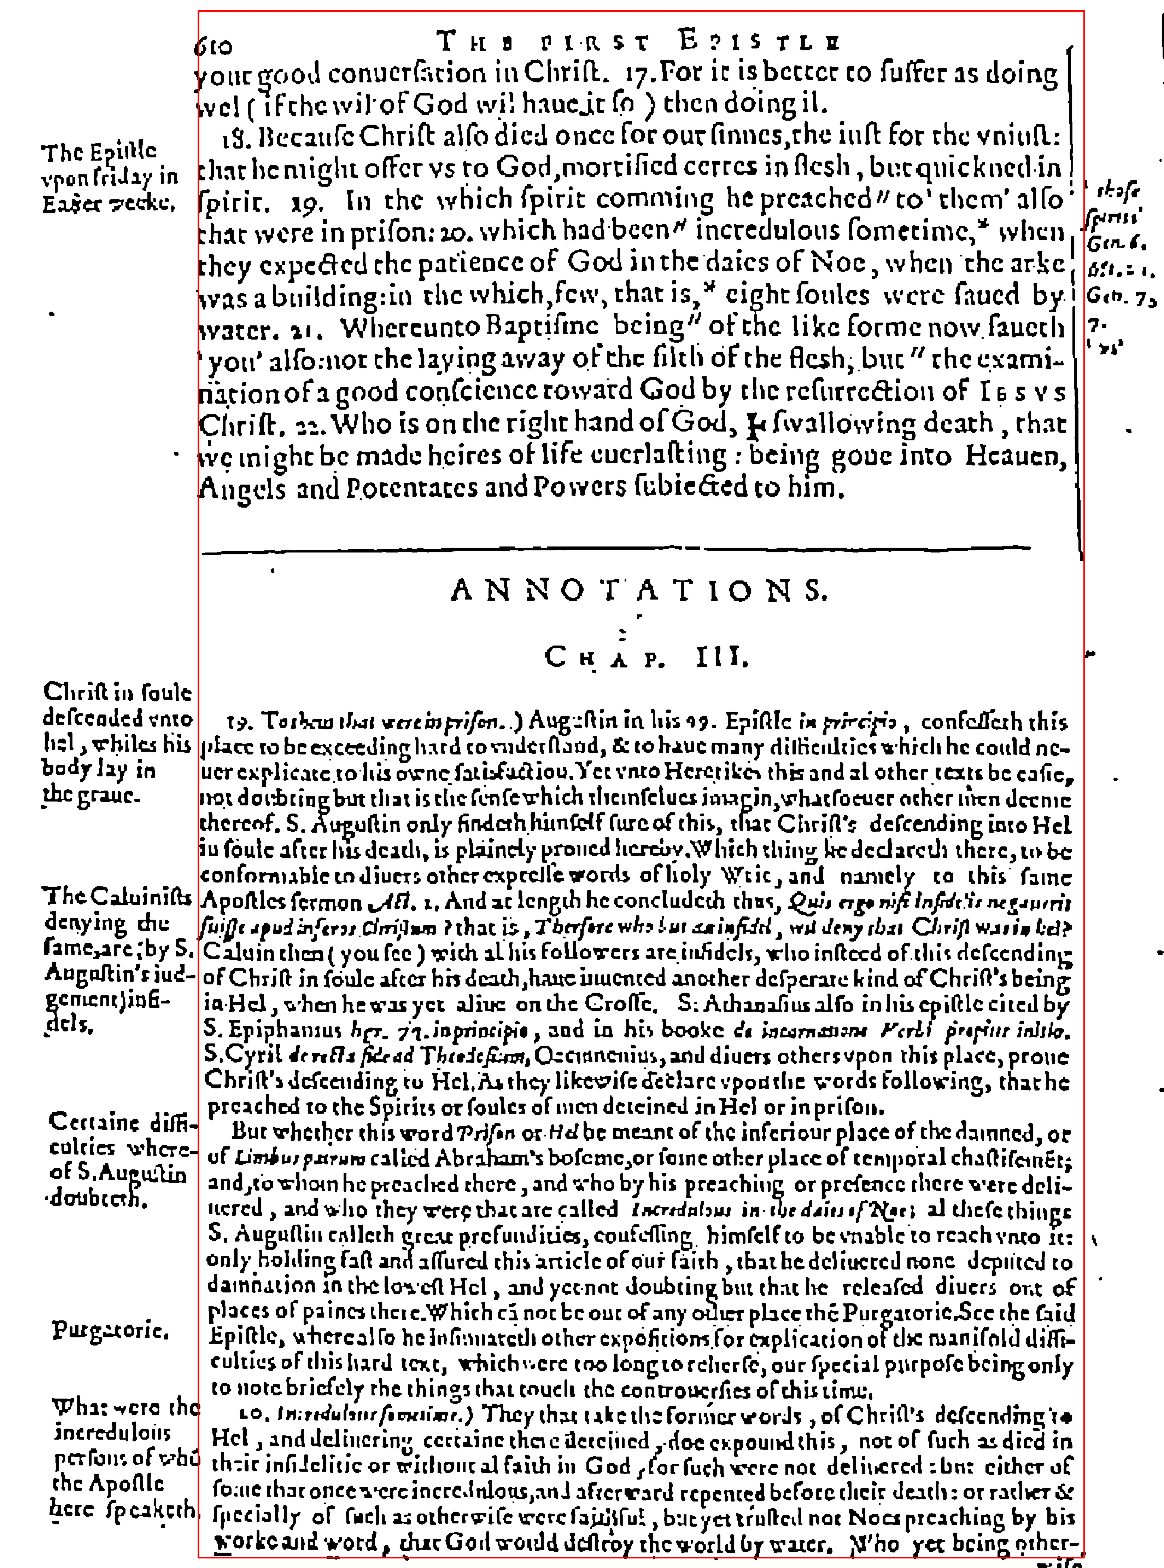 610 THE FIRST EPISTLE
your good conuerſation in Chriſt. 17. For it is better to ſuffer as doing
wel (if the wil of God wil haue it ſo) then doing il.
18. Becauſe Chriſt alſo died once for our ſinnes, the iuſt for the vniuſt:
that he might offer vs to God, mortified certes in fleſh, but quickned in
ſpirit. 19. In the which ſpirit comming he preached " to ' them' alſo
that were in priſon: 20. which had been " incredulous ſometime, * when
they expected the patience of God in the daies of Noe, when the arke
was a building: in the which, few, that is, * eight ſoules were ſaued by
water. 21. Whereunto Baptiſme being " of the like forme now ſaueth
'you' alſo: not the laying away of the filth of the fleſh, but " the exami-
nation of a good conſcience toward God by the reſurrection of IESVS
Chriſt. 22. Who is on the right hand of God, ſwallowing death, that
we might be made heires of life euerlaſting: being gone into Heauen,
Angels and Potentates and Powers ſubiected to him.
The Epiſtle
vpon friday in
Eaſter weeke.
'thoſe
ſpirits'
Gen. 6.
Gen. 7,
7.
ANNOTATIONS.
CHAP. III.
19. To them that were in priſon.) Auguſtin in his 99. Epiſtle in principio, confeſſeth this
place to be exceeding hard to vnderſtand, & to haue many difficulties which he could ne-
uer explicate to his owne ſatisfaction. Yet vnto Heretikes this and al other texts be eaſie,
not doubting but that is the ſenſe which themſelues imagin, whatſoeuer other men deeme
thereof. S. Auguſtin only findeth himſelf ſure of this, that Chriſt's deſcending into Hel
in ſoule after his death, is plainely proued hereby. Which thing he declareth there, to be
conformable to diuers other expreſſe words of holy Writ, and namely to this ſame
Apoſtles ſermon Act. 2. And at length he concludeth thus, Quis ergo niſi infidelis negauerit
fuiſſe apud inferos Chriſtum? that is, Therfore who but an infidel, wil deny that Chriſt was in hel?
Caluin then (you ſee) with al his followers are infidels, who inſteed of this deſcending
of Chriſt in ſoule after his death, haue inuented another deſperate kind of Chriſt's being
in Hel, when he was yet aliue on the Croſſe. S. Athanaſius alſo in his epiſtle cited by
S. Epiphanius hær. 77. in principio, and in his booke de incarnatione Verbi propius initio.
S. Cyril de recta fide ad Theodoſium, Oecumenius, and diuers others vpon this place, proue
Chriſt's deſcending to Hel. As they likewiſe declare vpon the words following, that he
preached to the Spirits or ſoules of men deteined in Hel or in priſon.
But whether this word Priſon or Hel be meant of the inferiour place of the damned, or
of Limbus patrum called Abraham's boſome, or ſome other place of temporal chaſtiſemēt;
and, to whom he preached there, and who by his preaching or preſence there were deli-
uered, and who they were that are called Incredulous in the daies of Noe; al theſe things
S. Auguſtin calleth great profundities, confeſſing himſelf to be vnable to reach vnto it:
only holding faſt and aſſured this article of our faith, that he deliuered none deputed to
damnation in the loweſt Hel, and yet not doubting but that he releaſed diuers out of
places of paines there. Which cā not be out of any other place thē Purgatorie. See the ſaid
Epiſtle, where alſo he inſinuateth other expoſitions for explication of the manifold diffi-
culties of this hard text, which were too long to reherſe, our ſpecial purpoſe being only
to note briefely the things that touch the controuerſies of this time.
20. Incredulous ſometime.) They that take the former words, of Chriſt's deſcending to
Hel, and deliuering certaine there deteined, doe expound this, not of ſuch as died in
their infidelitie or without al faith in God, for ſuch were not deliuered: but either of
ſome that once were incredulous, and afterward repented before their death: or rather &
ſpecially of ſuch as otherwiſe were faithful, but yet truſted not Noes preaching by his
worke and word, that God would deſtroy the world by water. Who yet being other-
wiſe
Chriſt in ſoule
deſcended vnto
hel, whiles his
body lay in
the graue.
The Caluiniſts
denying the
ſame, are (by S.
Auguſtin's iud-
gement) infi-
dels.
Certaine diffi-
culties where-
of S. Auguſtin
doubteth.
Purgatorie.
What were the
incredulous
perſons of whō
the Apoſtle
here ſpeaketh.